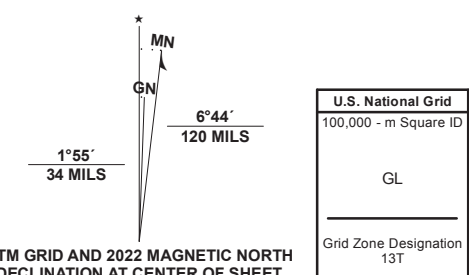 ★
MN
GN
6°44´
120 MILS
1°55´
34 MILS
TM GRID AND 2022 MAGNETIC NORTH
DECLINATION AT CENTER OF SHEET
U.S. National Grid
100,000 - m Square ID
GL
Grid Zone Designation
13T